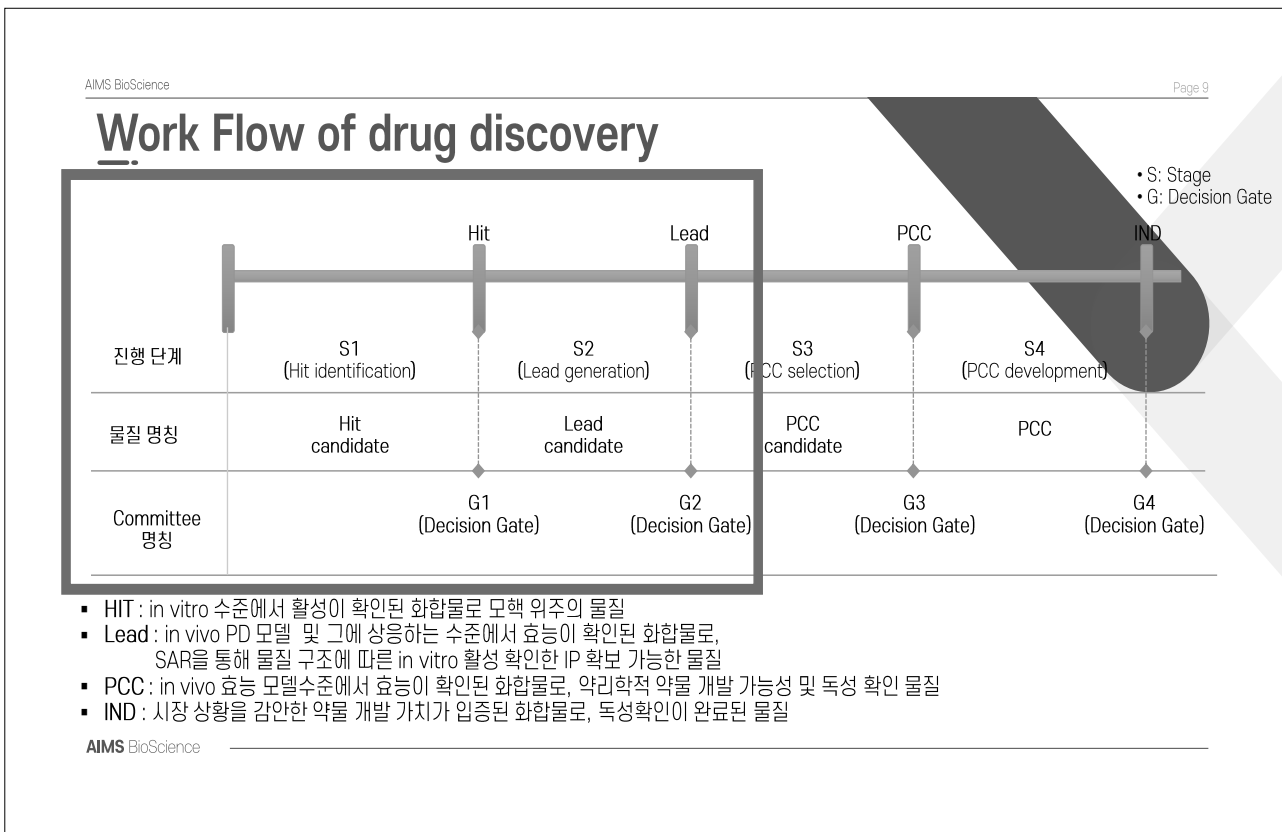 AIMS BioScience
Page 9
Work Flow of drug discovery
• S: Stage
• G: Decision Gate
Hit
Lead
PCC
IND
진행 단계
S1
(Hit identification)
S2
(Lead generation)
S3
(PCC selection)
S4
(PCC development)
물질 명칭
Hit
candidate
Lead
candidate
PCC
candidate
PCC
Committee
명칭
G1
(Decision Gate)
G2
(Decision Gate)
G3
(Decision Gate)
G4
(Decision Gate)
▪ HIT : in vitro 수준에서 활성이 확인된 화합물로 모핵 위주의 물질
▪ Lead : in vivo PD 모델 및 그에 상응하는 수준에서 효능이 확인된 화합물로,
SAR을 통해 물질 구조에 따른 in vitro 활성 확인한 IP 확보 가능한 물질
▪ PCC : in vivo 효능 모델수준에서 효능이 확인된 화합물로, 약리학적 약물 개발 가능성 및 독성 확인 물질
▪ IND : 시장 상황을 감안한 약물 개발 가치가 입증된 화합물로, 독성확인이 완료된 물질
AIMS BioScience